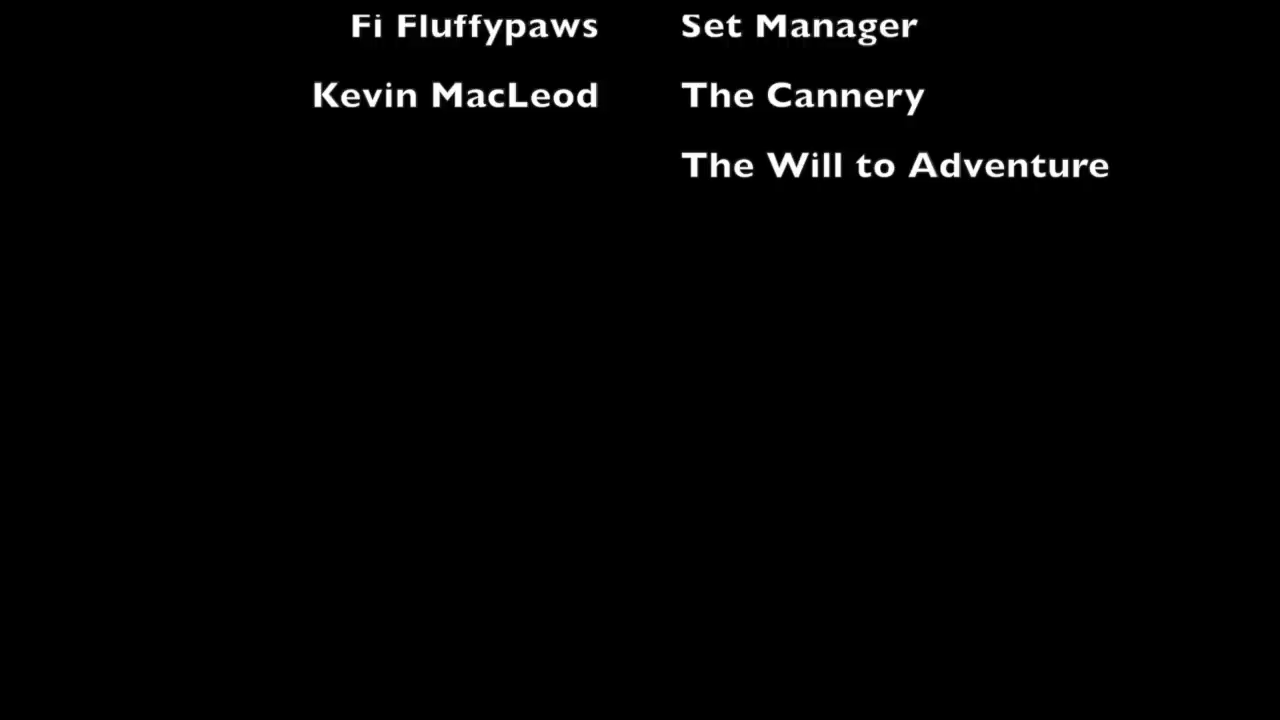 Fi Fluffypaws Set Manager
Kevin MacLeod The Cannery
The Will to Adventure